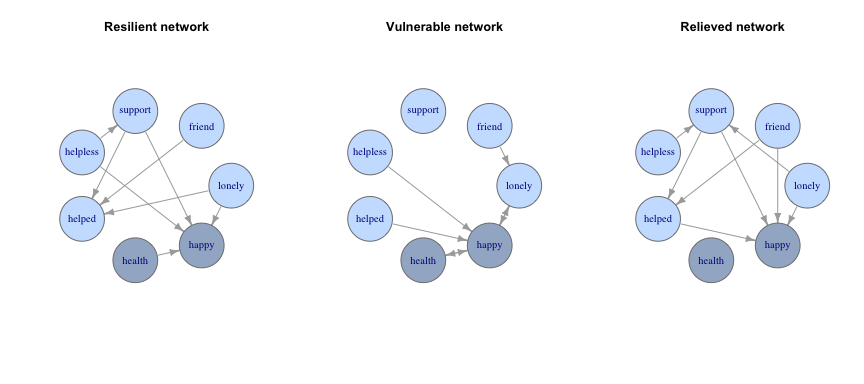 Resilient network
Vulnerable network
Relieved network
support
friend
helpless
lonely
helped
happy
health
support
friend
helpless
lonely
helped
happy
health
support
friend
helpless
lonely
helped
happy
health